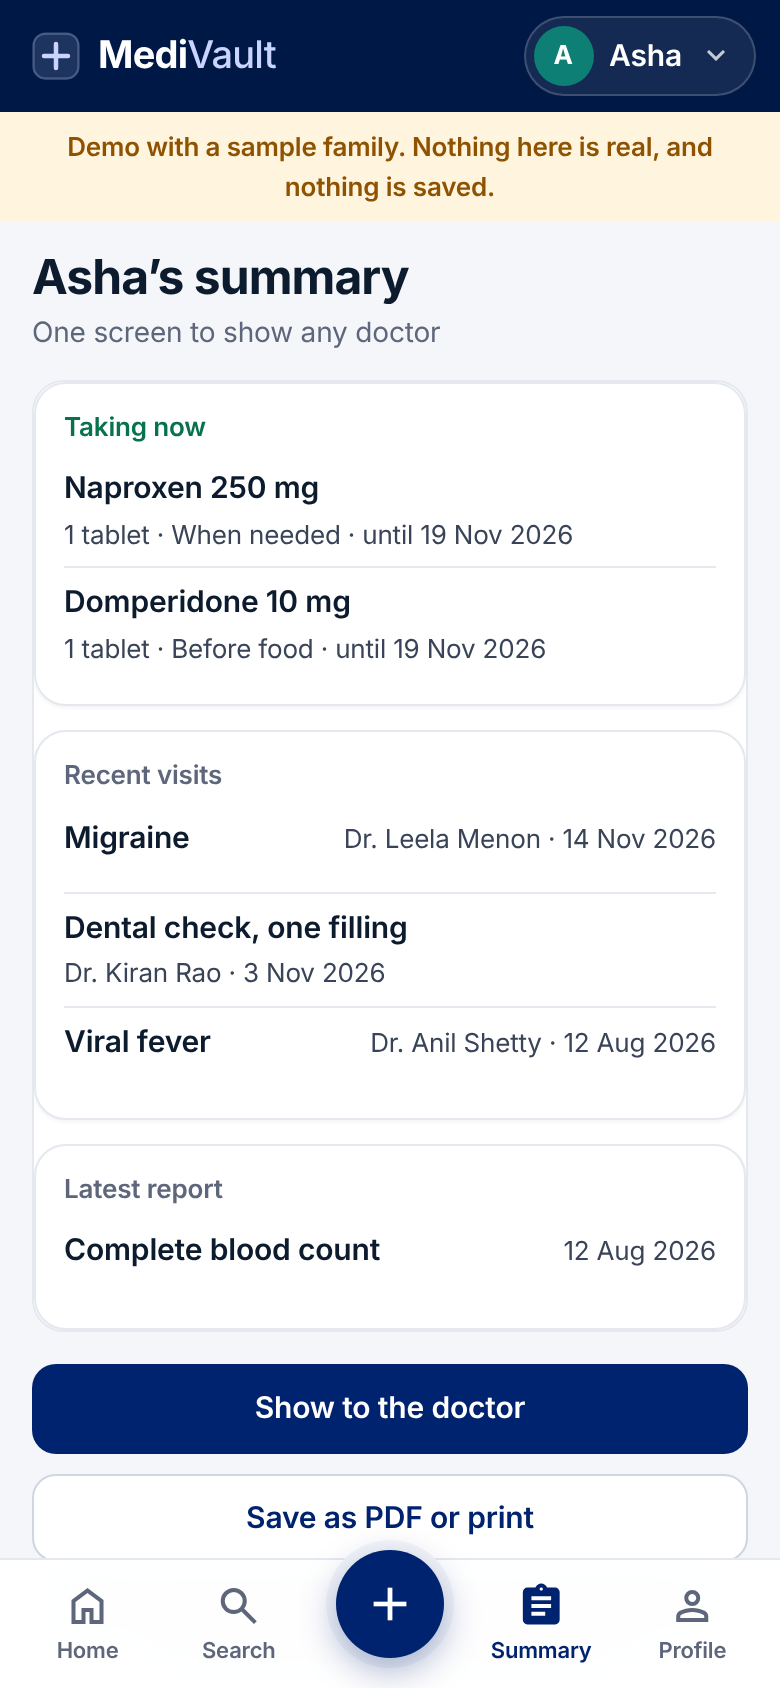 MediVault
A Asha
Demo with a sample family. Nothing here is real, and
nothing is saved.
Asha’s summary
One screen to show any doctor
Taking now
Naproxen 250 mg
1 tablet · When needed · until 19 Nov 2026
Domperidone 10 mg
1 tablet · Before food · until 19 Nov 2026
Recent visits
Migraine Dr. Leela Menon · 14 Nov 2026
Dental check, one filling
Dr. Kiran Rao · 3 Nov 2026
Viral fever Dr. Anil Shetty · 12 Aug 2026
Latest report
Complete blood count 12 Aug 2026
Show to the doctor
Save as PDF or print
Home Search Summary Profile